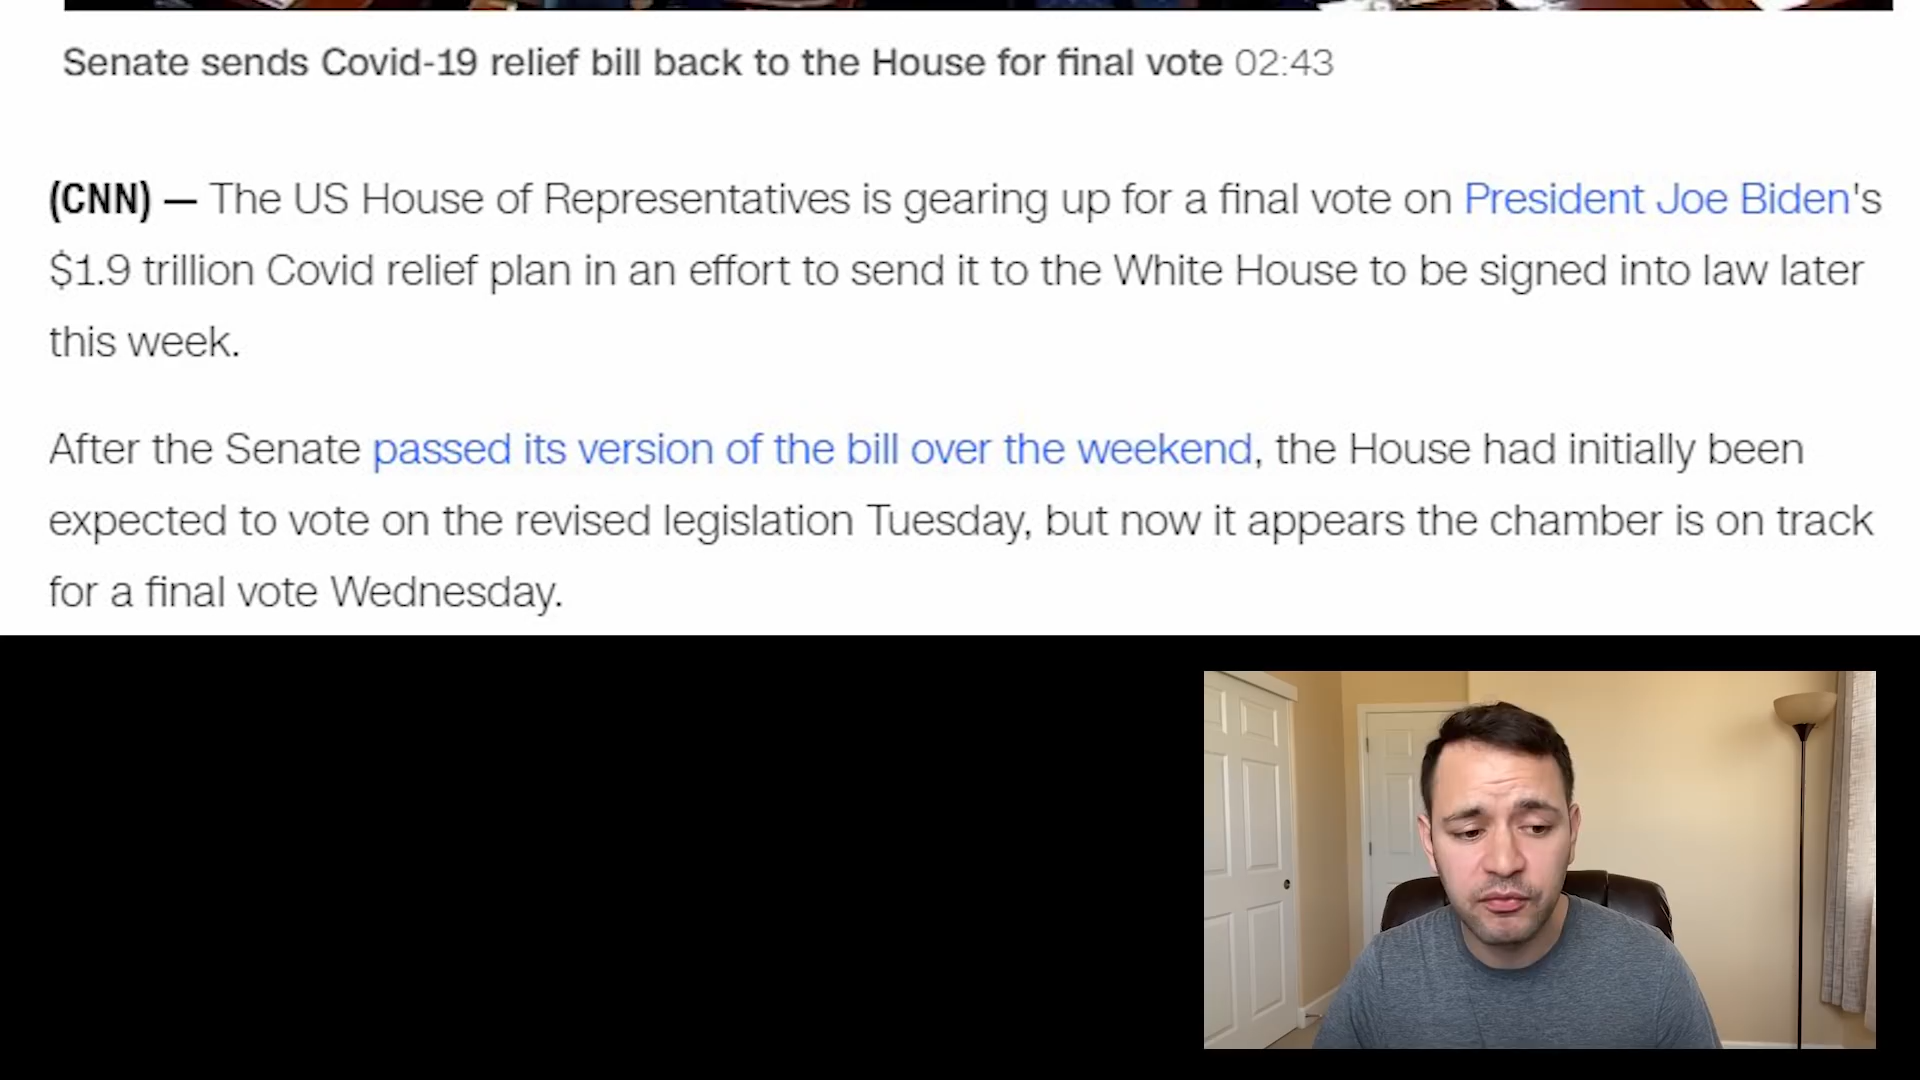 Senate sends Covid-19 relief bill back to the House for final vote 02:43
(CNN) — The US House of Representatives is gearing up for a final vote on President Joe Biden's
$1.9 trillion Covid relief plan in an effort to send it to the White House to be signed into law later
this week.
After the Senate passed its version of the bill over the weekend, the House had initially been
expected to vote on the revised legislation Tuesday, but now it appears the chamber is on track
for a final vote Wednesday.